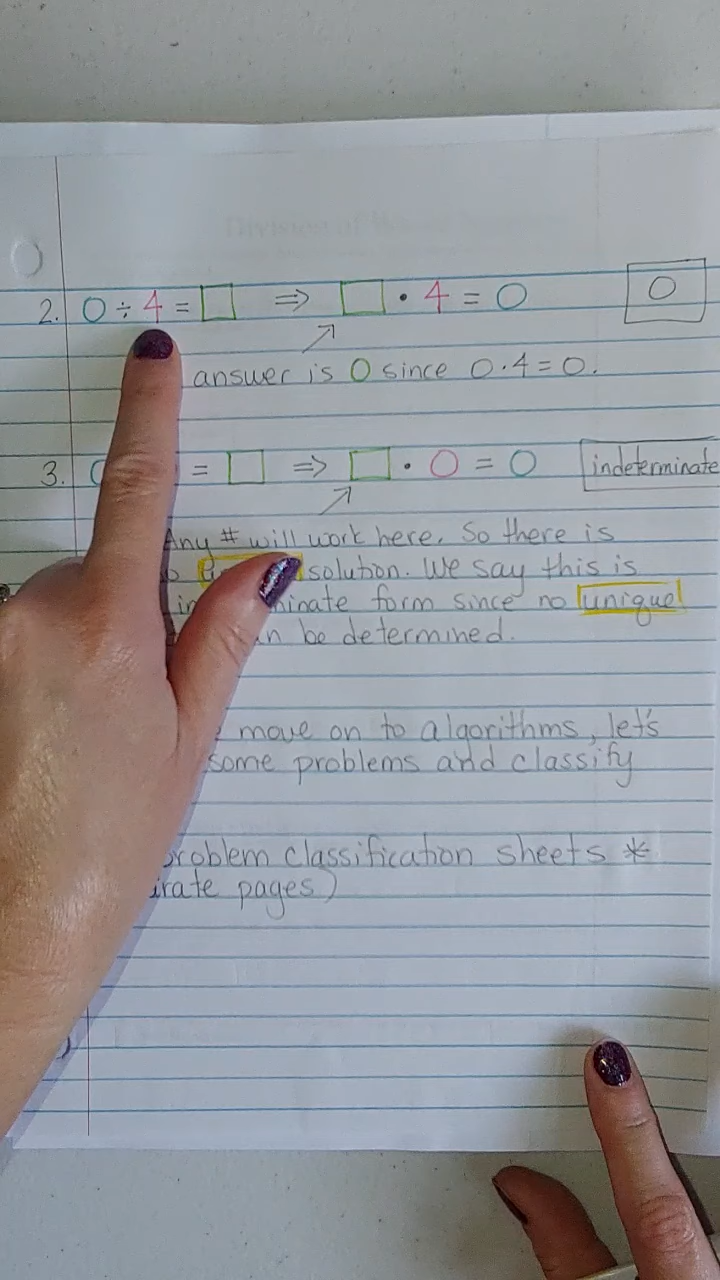 2. 0 ÷ 4 = □ ⇒ □ · 4 = 0 0
answer is 0 since 0·4=0.
3. = □ ⇒ □ · 0 = 0 indeterminate
Any # will work here. So there is
solution. We say this is
inate form since no unique
be determined.
move on to algorithms, let's
some problems and classify
problem classification sheets *
pages)